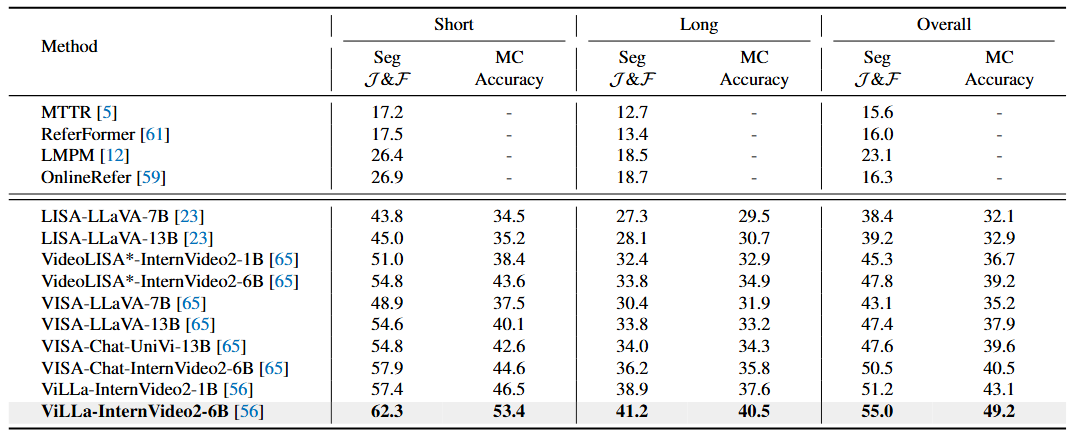 Method Short Long Overall
Seg MC Seg MC Seg MC
𝒥&ℱ Accuracy 𝒥&ℱ Accuracy 𝒥&ℱ Accuracy
MTTR [5] 17.2 - 12.7 - 15.6 -
ReferFormer [61] 17.5 - 13.4 - 16.0 -
LMPM [12] 26.4 - 18.5 - 23.1 -
OnlineRefer [59] 26.9 - 18.7 - 16.3 -
LISA-LLaVA-7B [23] 43.8 34.5 27.3 29.5 38.4 32.1
LISA-LLaVA-13B [23] 45.0 35.2 28.1 30.7 39.2 32.9
VideoLISA*-InternVideo2-1B [65] 51.0 38.4 32.4 32.9 45.3 36.7
VideoLISA*-InternVideo2-6B [65] 54.8 43.6 33.8 34.9 47.8 39.2
VISA-LLaVA-7B [65] 48.9 37.5 30.4 31.9 43.1 35.2
VISA-LLaVA-13B [65] 54.6 40.1 33.8 33.2 47.4 37.9
VISA-Chat-UniVi-13B [65] 54.8 42.6 34.0 34.3 47.6 39.6
VISA-Chat-InternVideo2-6B [65] 57.9 44.6 36.2 35.8 50.5 40.5
ViLLa-InternVideo2-1B [56] 57.4 46.5 38.9 37.6 51.2 43.1
ViLLa-InternVideo2-6B [56] 62.3 53.4 41.2 40.5 55.0 49.2